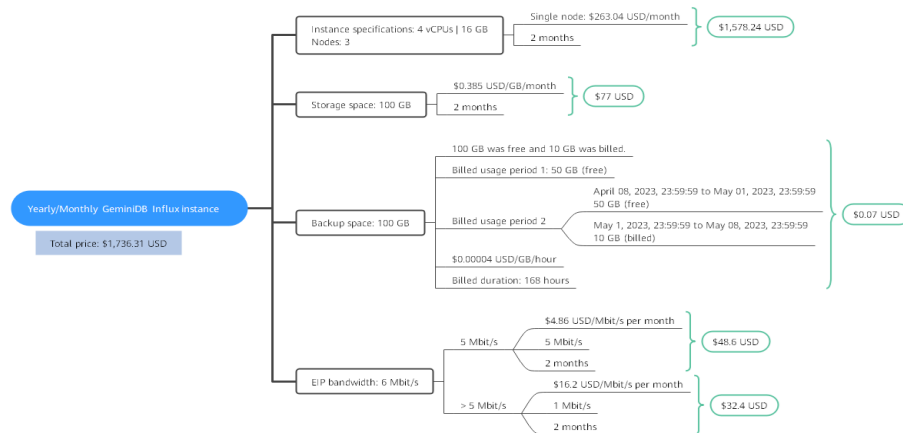 Yearly/Monthly GeminiDB Influx instance
Total price: $1,736.31 USD
Instance specifications: 4 vCPUs | 16 GB
Nodes: 3
Single node: $263.04 USD/month
2 months
$1,578.24 USD
Storage space: 100 GB
$0.385 USD/GB/month
2 months
$77 USD
Backup space: 100 GB
100 GB was free and 10 GB was billed.
Billed usage period 1: 50 GB (free)
Billed usage period 2
April 08, 2023, 23:59:59 to May 01, 2023, 23:59:59
50 GB (free)
May 1, 2023, 23:59:59 to May 08, 2023, 23:59:59
10 GB (billed)
$0.00004 USD/GB/hour
Billed duration: 168 hours
$0.07 USD
EIP bandwidth: 6 Mbit/s
5 Mbit/s
$4.86 USD/Mbit/s per month
5 Mbit/s
2 months
$48.6 USD
> 5 Mbit/s
$16.2 USD/Mbit/s per month
1 Mbit/s
2 months
$32.4 USD